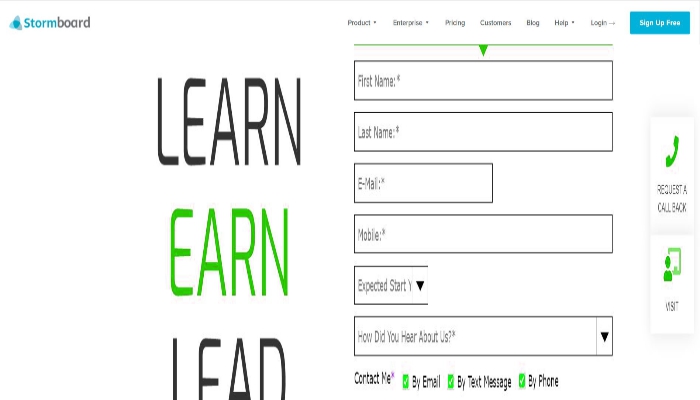 Stormboard
Product Enterprise Pricing Customers Blog Help Login → Sign Up Free
LEARN
EARN
LEAD
First Name: *
Last Name:*
E-Mail:*
Mobile:*
Expected Start Y
How Did You Hear About Us?*
Contact Me* By Email By Text Message By Phone
REQUEST A
CALL BACK
VISIT